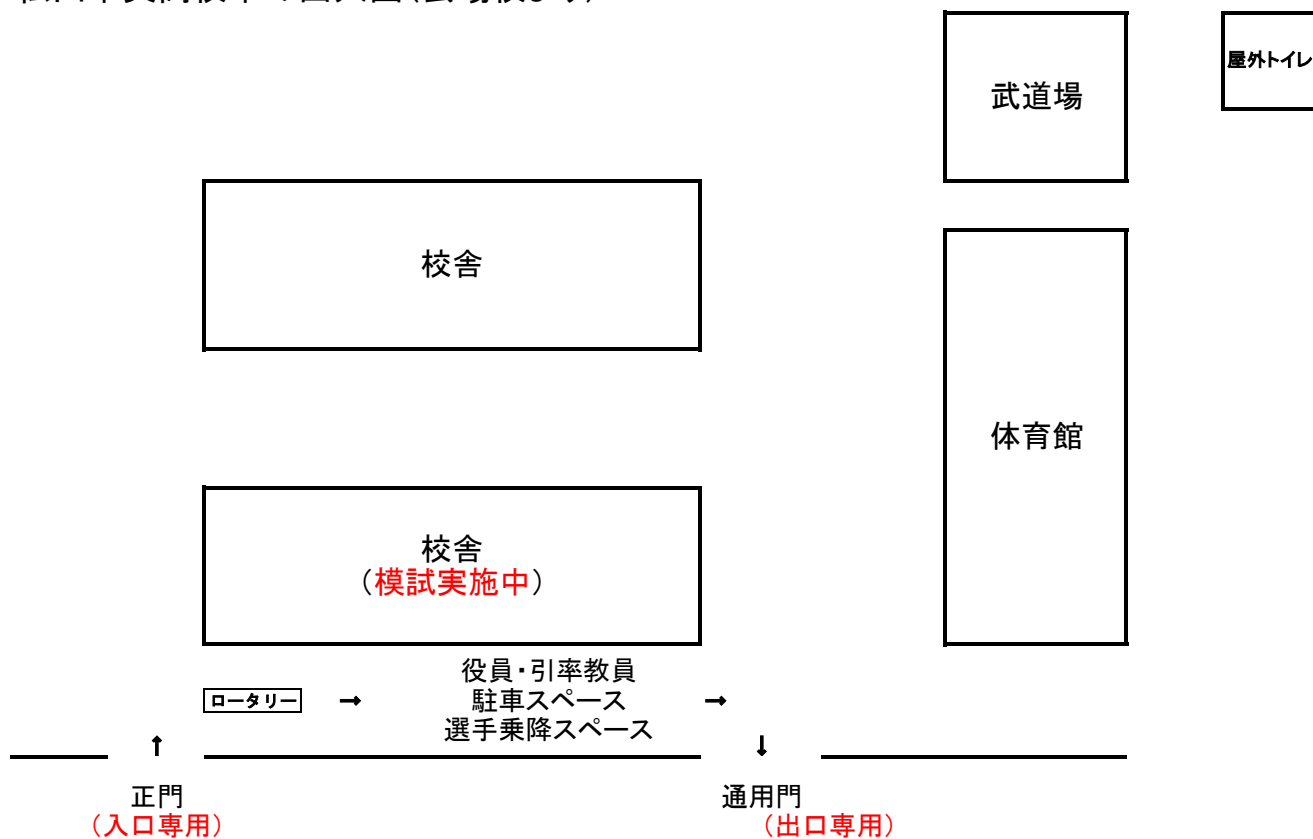 屋外トイレ
武道場
校舎
体育館
校舎
(模試実施中)
役員・引率教員
ロータリー → 駐車スペース →
選手乗降スペース
↑ ↓
正門 通用門
(入口専用) (出口専用)